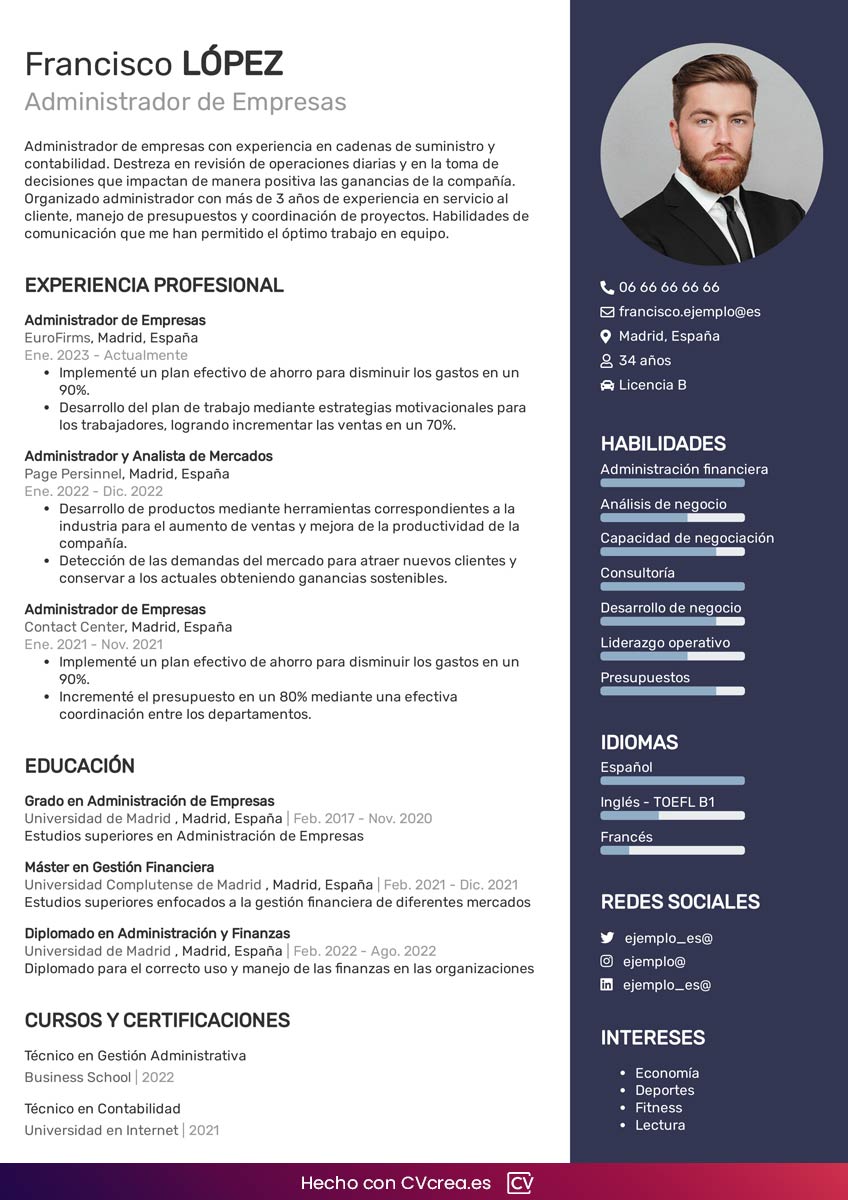 Francisco LÓPEZ
Administrador de Empresas
Administrador de empresas con experiencia en cadenas de suministro y
contabilidad. Destreza en revisión de operaciones diarias y en la toma de
decisiones que impactan de manera positiva las ganancias de la compañía.
Organizado administrador con más de 3 años de experiencia en servicio al
cliente, manejo de presupuestos y coordinación de proyectos. Habilidades de
comunicación que me han permitido el óptimo trabajo en equipo.
EXPERIENCIA PROFESIONAL
Administrador de Empresas
EuroFirms, Madrid, España
Ene. 2023 - Actualmente
• Implementé un plan efectivo de ahorro para disminuir los gastos en un
90%.
• Desarrollo del plan de trabajo mediante estrategias motivacionales para
los trabajadores, logrando incrementar las ventas en un 70%.
Administrador y Analista de Mercados
Page Persinnel, Madrid, España
Ene. 2022 - Dic. 2022
• Desarrollo de productos mediante herramientas correspondientes a la
industria para el aumento de ventas y mejora de la productividad de la
compañía.
• Detección de las demandas del mercado para atraer nuevos clientes y
conservar a los actuales obteniendo ganancias sostenibles.
Administrador de Empresas
Contact Center, Madrid, España
Ene. 2021 - Nov. 2021
• Implementé un plan efectivo de ahorro para disminuir los gastos en un
90%.
• Incrementé el presupuesto en un 80% mediante una efectiva
coordinación entre los departamentos.
EDUCACIÓN
Grado en Administración de Empresas
Universidad de Madrid , Madrid, España | Feb. 2017 - Nov. 2020
Estudios superiores en Administración de Empresas
Máster en Gestión Financiera
Universidad Complutense de Madrid , Madrid, España | Feb. 2021 - Dic. 2021
Estudios superiores enfocados a la gestión financiera de diferentes mercados
Diplomado en Administración y Finanzas
Universidad de Madrid , Madrid, España | Feb. 2022 - Ago. 2022
Diplomado para el correcto uso y manejo de las finanzas en las organizaciones
CURSOS Y CERTIFICACIONES
Técnico en Gestión Administrativa
Business School | 2022
Técnico en Contabilidad
Universidad en Internet | 2021
06 66 66 66 66
francisco.ejemplo@es
Madrid, España
34 años
Licencia B
HABILIDADES
Administración financiera
Análisis de negocio
Capacidad de negociación
Consultoría
Desarrollo de negocio
Liderazgo operativo
Presupuestos
IDIOMAS
Español
Inglés - TOEFL B1
Francés
REDES SOCIALES
ejemplo_es@
ejemplo@
ejemplo_es@
INTERESES
• Economía
• Deportes
• Fitness
• Lectura
Hecho con CVcrea.es CV